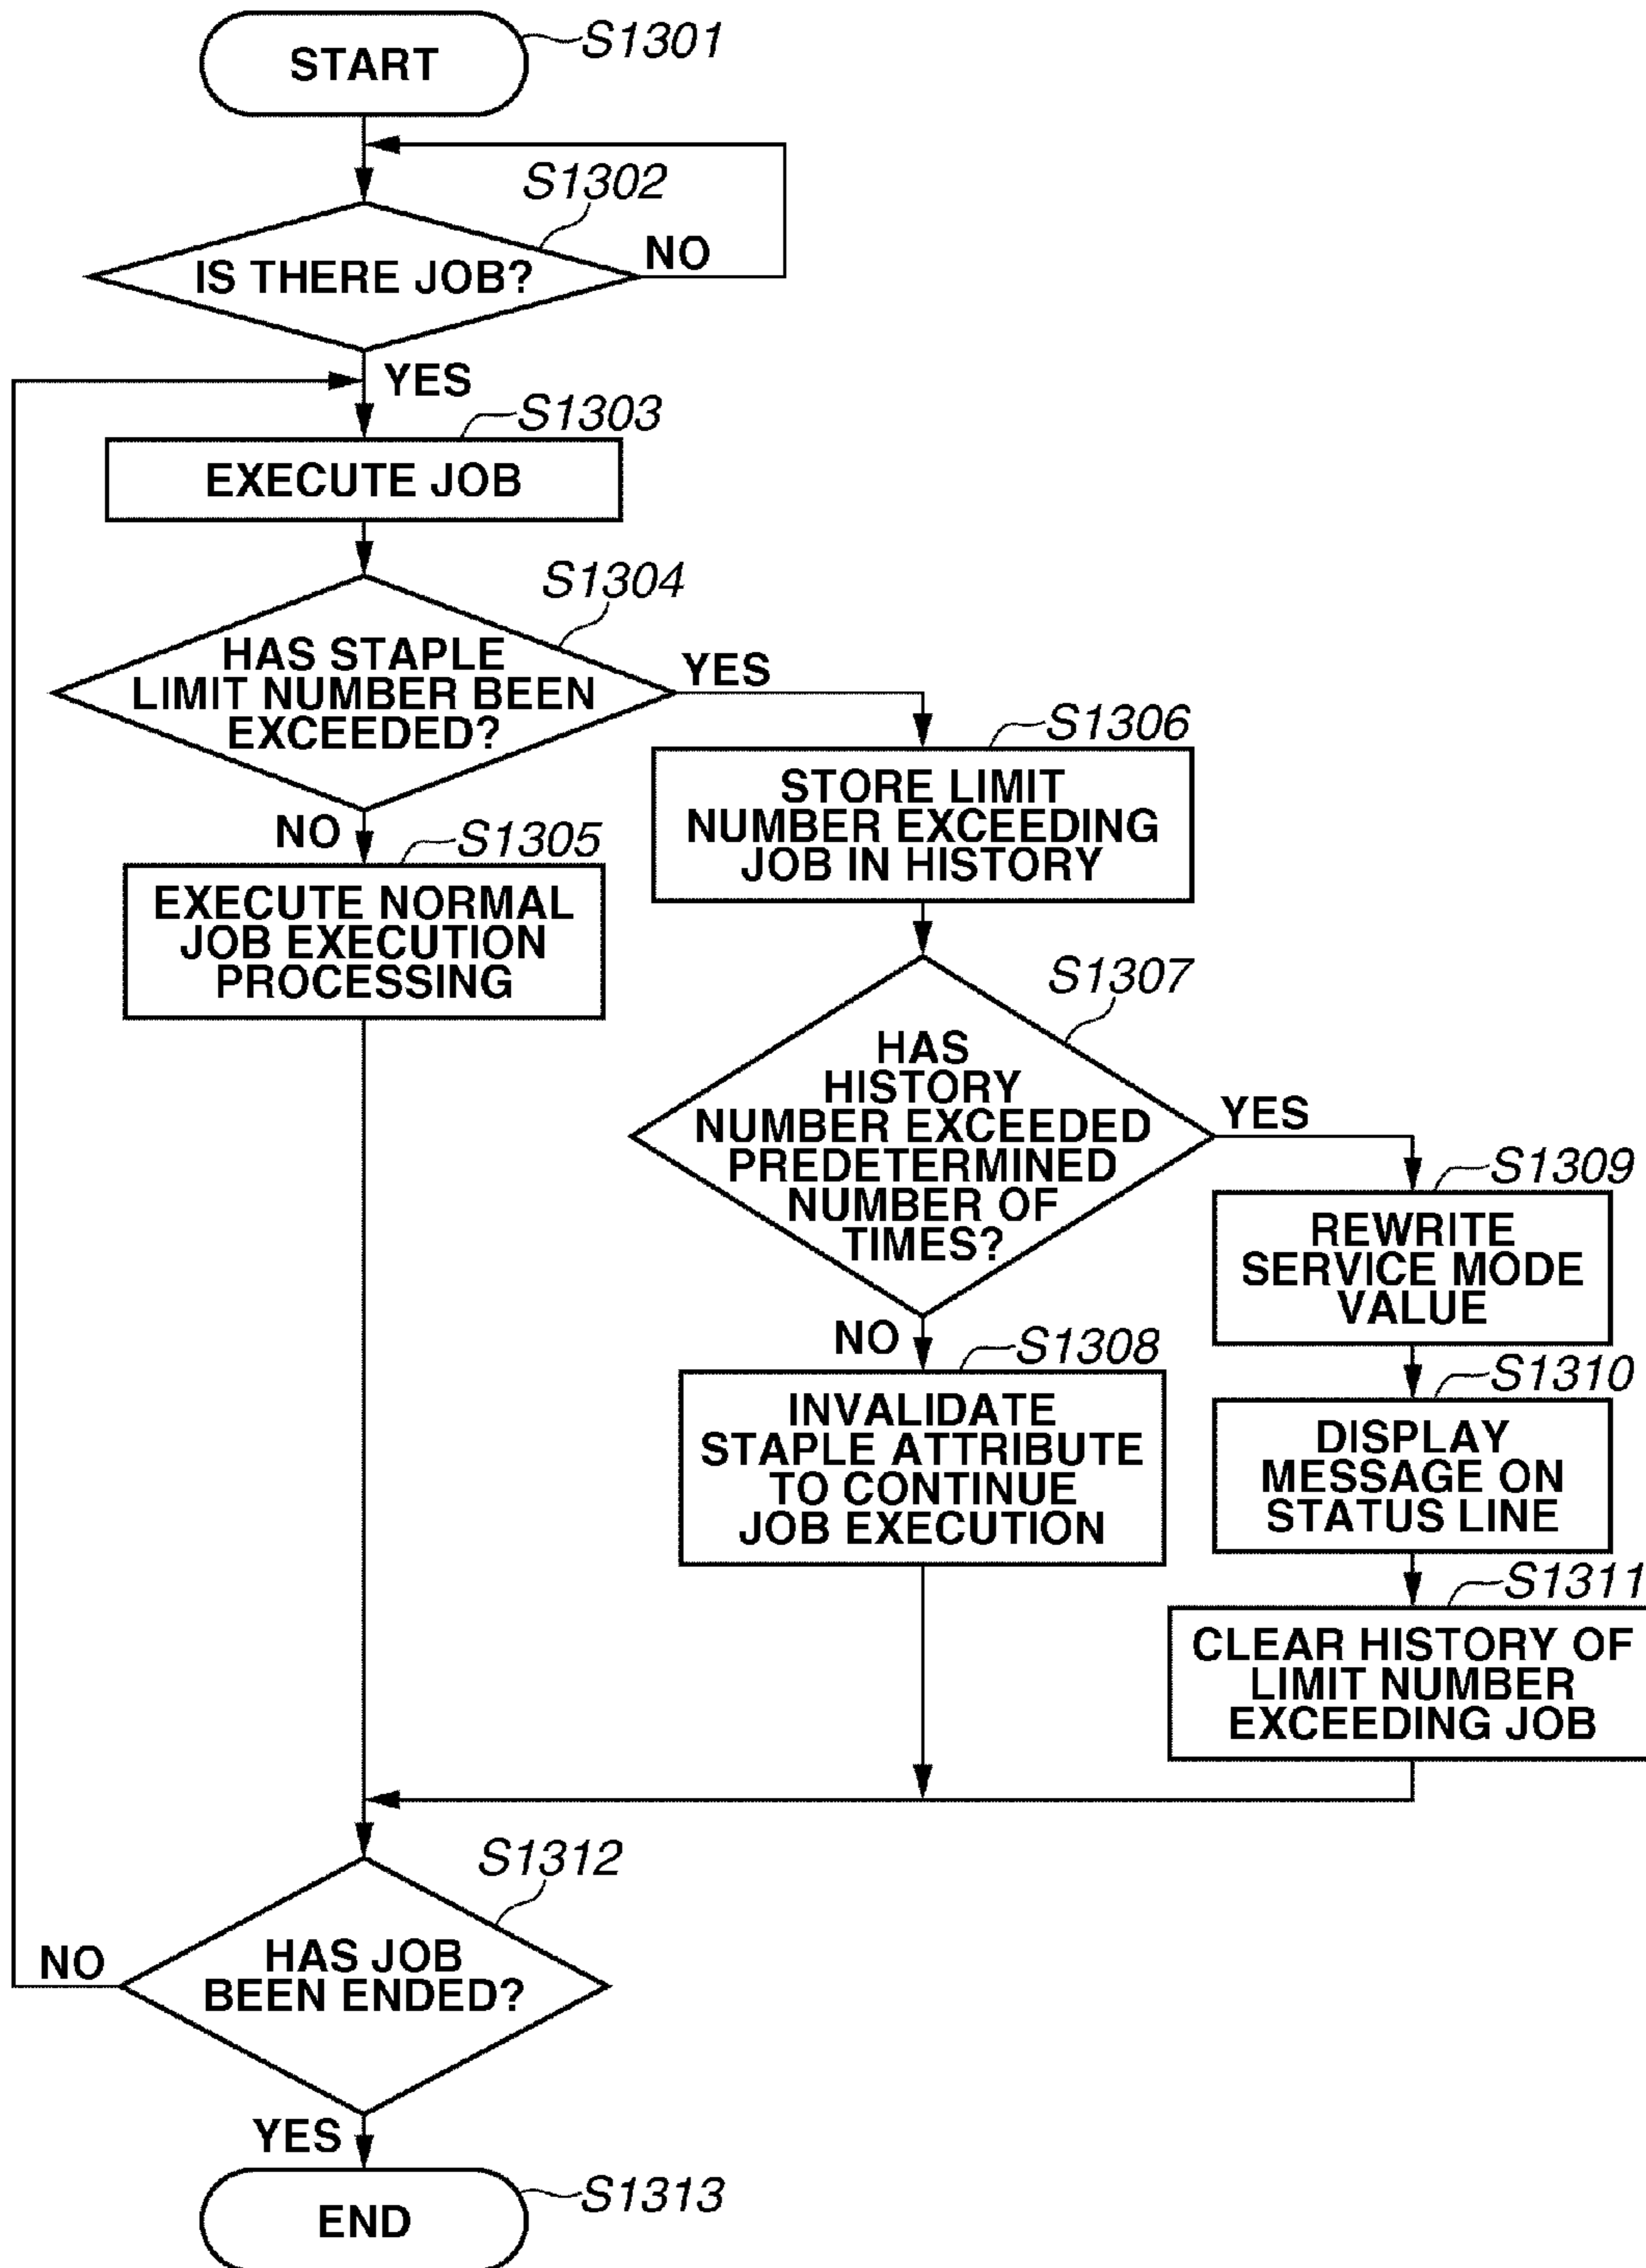 START
S1301
S1302
IS THERE JOB?
NO
YES
S1303
EXECUTE JOB
S1304
HAS STAPLE
LIMIT NUMBER BEEN
EXCEEDED?
YES
NO
S1305
EXECUTE NORMAL
JOB EXECUTION
PROCESSING
S1306
STORE LIMIT
NUMBER EXCEEDING
JOB IN HISTORY
S1307
HAS
HISTORY
NUMBER EXCEEDED
PREDETERMINED
NUMBER OF
TIMES?
YES
NO
S1308
INVALIDATE
STAPLE ATTRIBUTE
TO CONTINUE
JOB EXECUTION
S1309
REWRITE
SERVICE MODE
VALUE
S1310
DISPLAY
MESSAGE ON
STATUS LINE
S1311
CLEAR HISTORY OF
LIMIT NUMBER
EXCEEDING JOB
S1312
HAS JOB
BEEN ENDED?
NO
YES
END
S1313